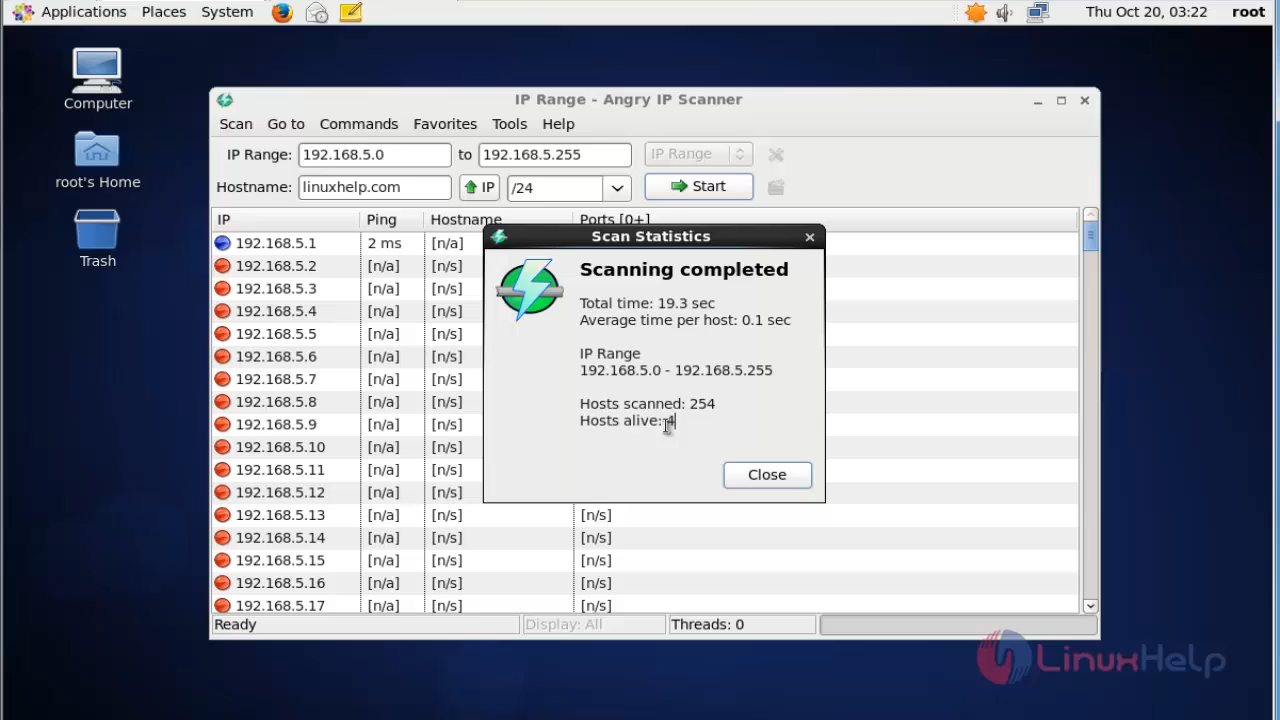 Applications Places System Thu Oct 20, 03:22 root
Computer
root's Home
Trash
IP Range - Angry IP Scanner
Scan Go to Commands Favorites Tools Help
IP Range: 192.168.5.0 to 192.168.5.255 IP Range
Hostname: linuxhelp.com IP /24 Start
IP Ping Hostname Ports [0+]
192.168.5.1 2 ms [n/a]
192.168.5.2 [n/a] [n/s]
192.168.5.3 [n/a] [n/s]
192.168.5.4 [n/a] [n/s]
192.168.5.5 [n/a] [n/s]
192.168.5.6 [n/a] [n/s]
192.168.5.7 [n/a] [n/s]
192.168.5.8 [n/a] [n/s]
192.168.5.9 [n/a] [n/s]
192.168.5.10 [n/a] [n/s]
192.168.5.11 [n/a] [n/s]
192.168.5.12 [n/a] [n/s]
192.168.5.13 [n/a] [n/s] [n/s]
192.168.5.14 [n/a] [n/s] [n/s]
192.168.5.15 [n/a] [n/s] [n/s]
192.168.5.16 [n/a] [n/s] [n/s]
192.168.5.17 [n/a] [n/s] [n/s]
Scan Statistics
Scanning completed
Total time: 19.3 sec
Average time per host: 0.1 sec
IP Range
192.168.5.0 - 192.168.5.255
Hosts scanned: 254
Hosts alive: 4
Close
Ready Display: All Threads: 0
LinuxHelp